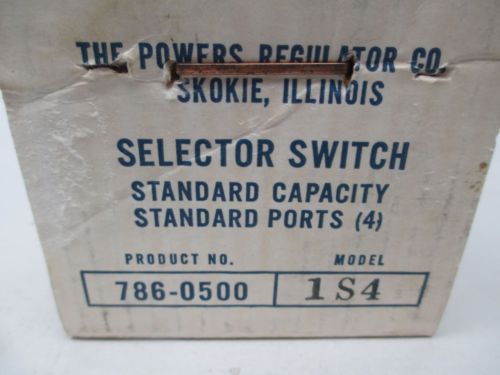 THE POWERS REGULATOR CO.
SKOKIE, ILLINOIS
SELECTOR SWITCH
STANDARD CAPACITY
STANDARD PORTS (4)
PRODUCT NO. MODEL
786-0500 1S4